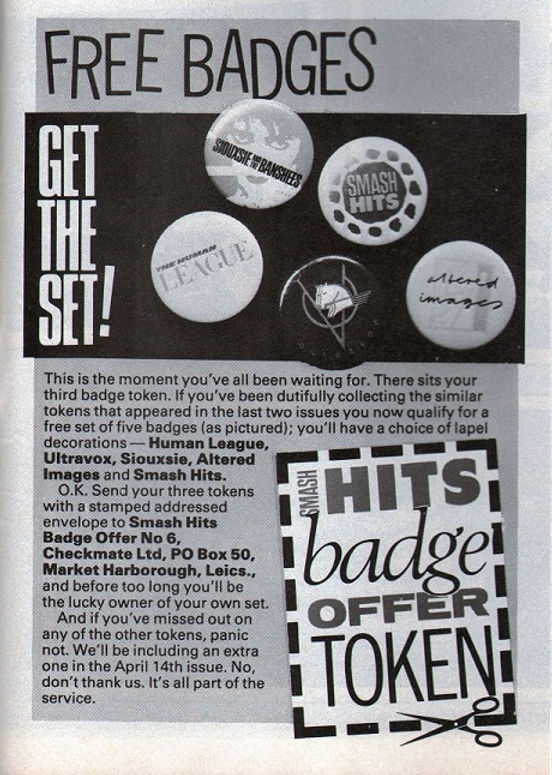 FREE BADGES
GET
THE
SET!
SIOUXSIE AND THE BANSHEES
SMASH
HITS
THE HUMAN
LEAGUE
altered
images
This is the moment you've all been waiting for. There sits your
third badge token. If you've been dutifully collecting the similar
tokens that appeared in the last two issues you now qualify for a
free set of five badges (as pictured); you'll have a choice of lapel
decorations — Human League,
Ultravox, Siouxsie, Altered
Images and Smash Hits.
O.K. Send your three tokens
with a stamped addressed
envelope to Smash Hits
Badge Offer No 6,
Checkmate Ltd, PO Box 50,
Market Harborough, Leics.,
and before too long you'll be
the lucky owner of your own set.
And if you've missed out on
any of the other tokens, panic
not. We'll be including an extra
one in the April 14th issue. No,
don't thank us. It's all part of the
service.
SMASH
HITS
badge
OFFER
TOKEN